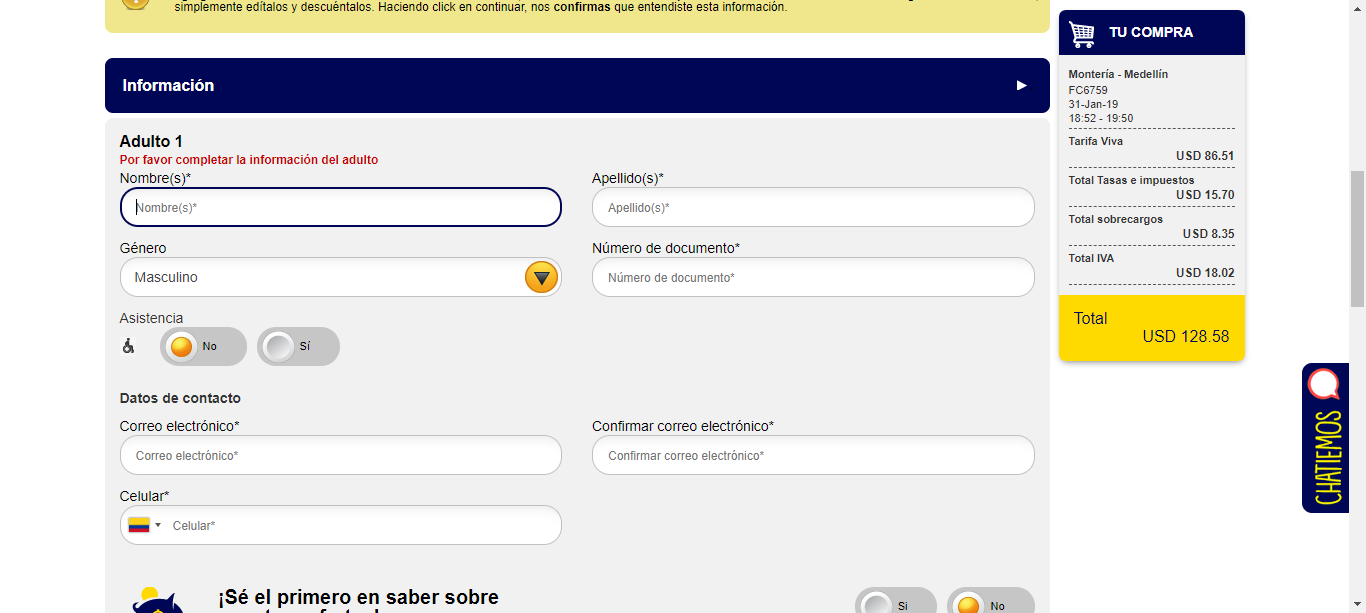 simplemente edítalos y descuéntalos. Haciendo click en continuar, nos confirmas que entendiste esta información.
Información
Adulto 1
Por favor completar la información del adulto
Nombre(s)*
Apellido(s)*
Nombre(s)*
Apellido(s)*
Género
Número de documento*
Masculino
Número de documento*
Asistencia
No
Sí
Datos de contacto
Correo electrónico*
Confirmar correo electrónico*
Correo electrónico*
Confirmar correo electrónico*
Celular*
Celular*
¡Sé el primero en saber sobre
Si
No
TU COMPRA
Montería - Medellín
FC6759
31-Jan-19
18:52 - 19:50
Tarifa Viva
USD 86.51
Total Tasas e impuestos
USD 15.70
Total sobrecargos
USD 8.35
Total IVA
USD 18.02
Total
USD 128.58
CHATIEMOS